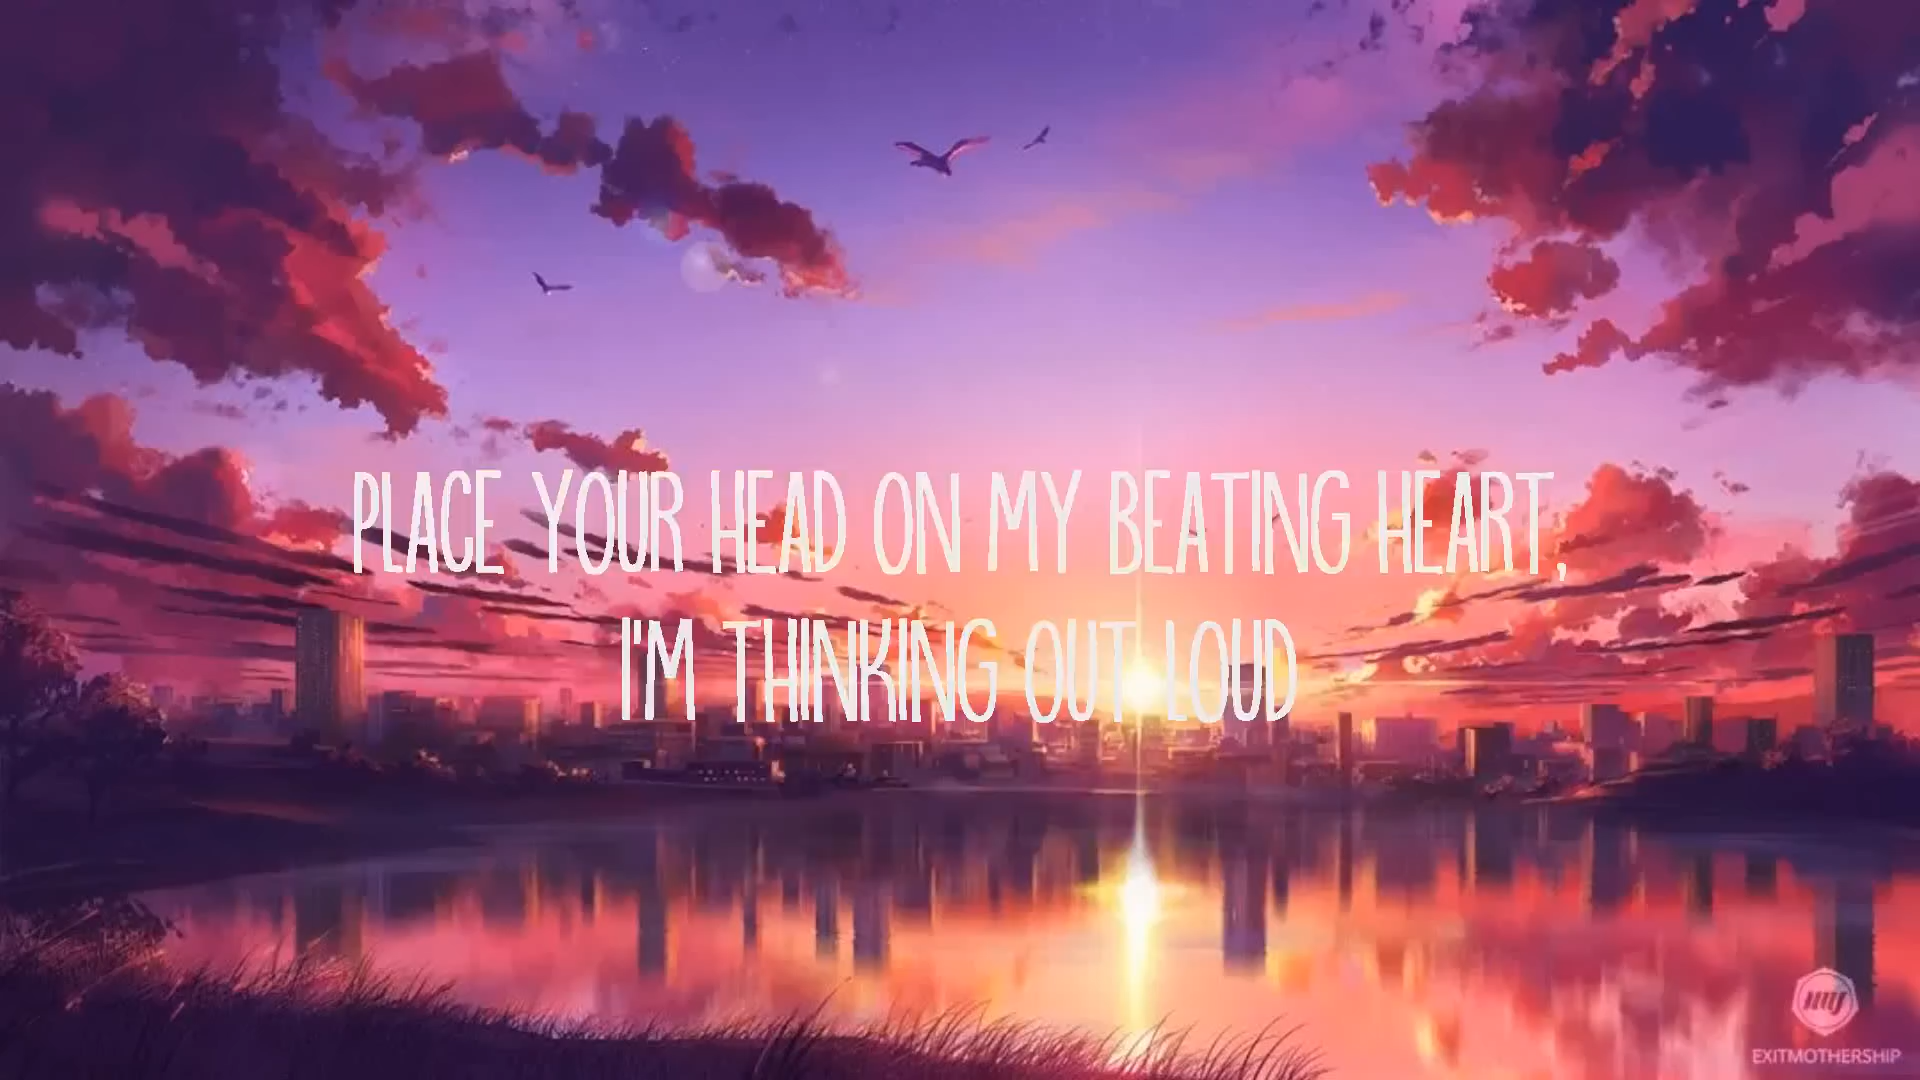 PLACE YOUR HEAD ON MY BEATING HEART,
I'M THINKING OUT LOUD
EXITMOTHERSHIP